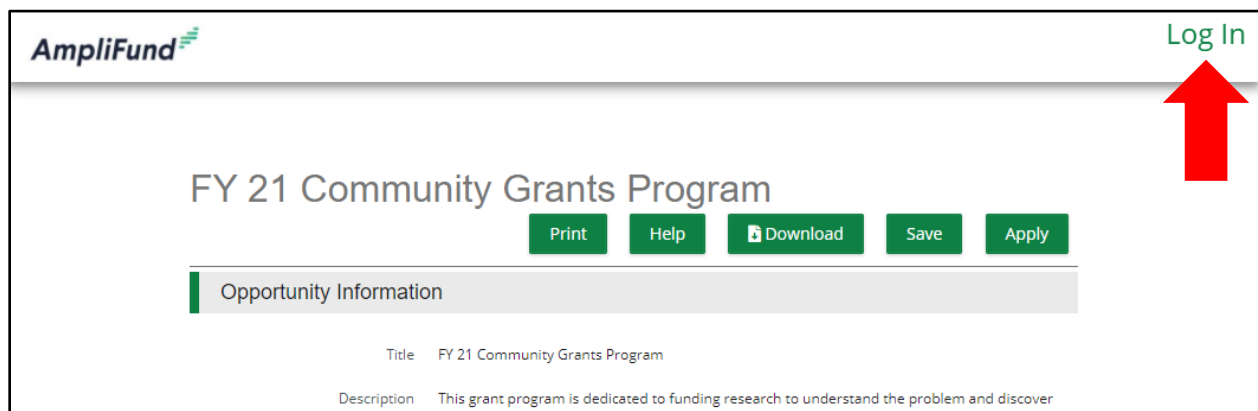 AmpliFund
Log In
FY 21 Community Grants Program
Print Help Download Save Apply
Opportunity Information
Title FY 21 Community Grants Program
Description This grant program is dedicated to funding research to understand the problem and discover